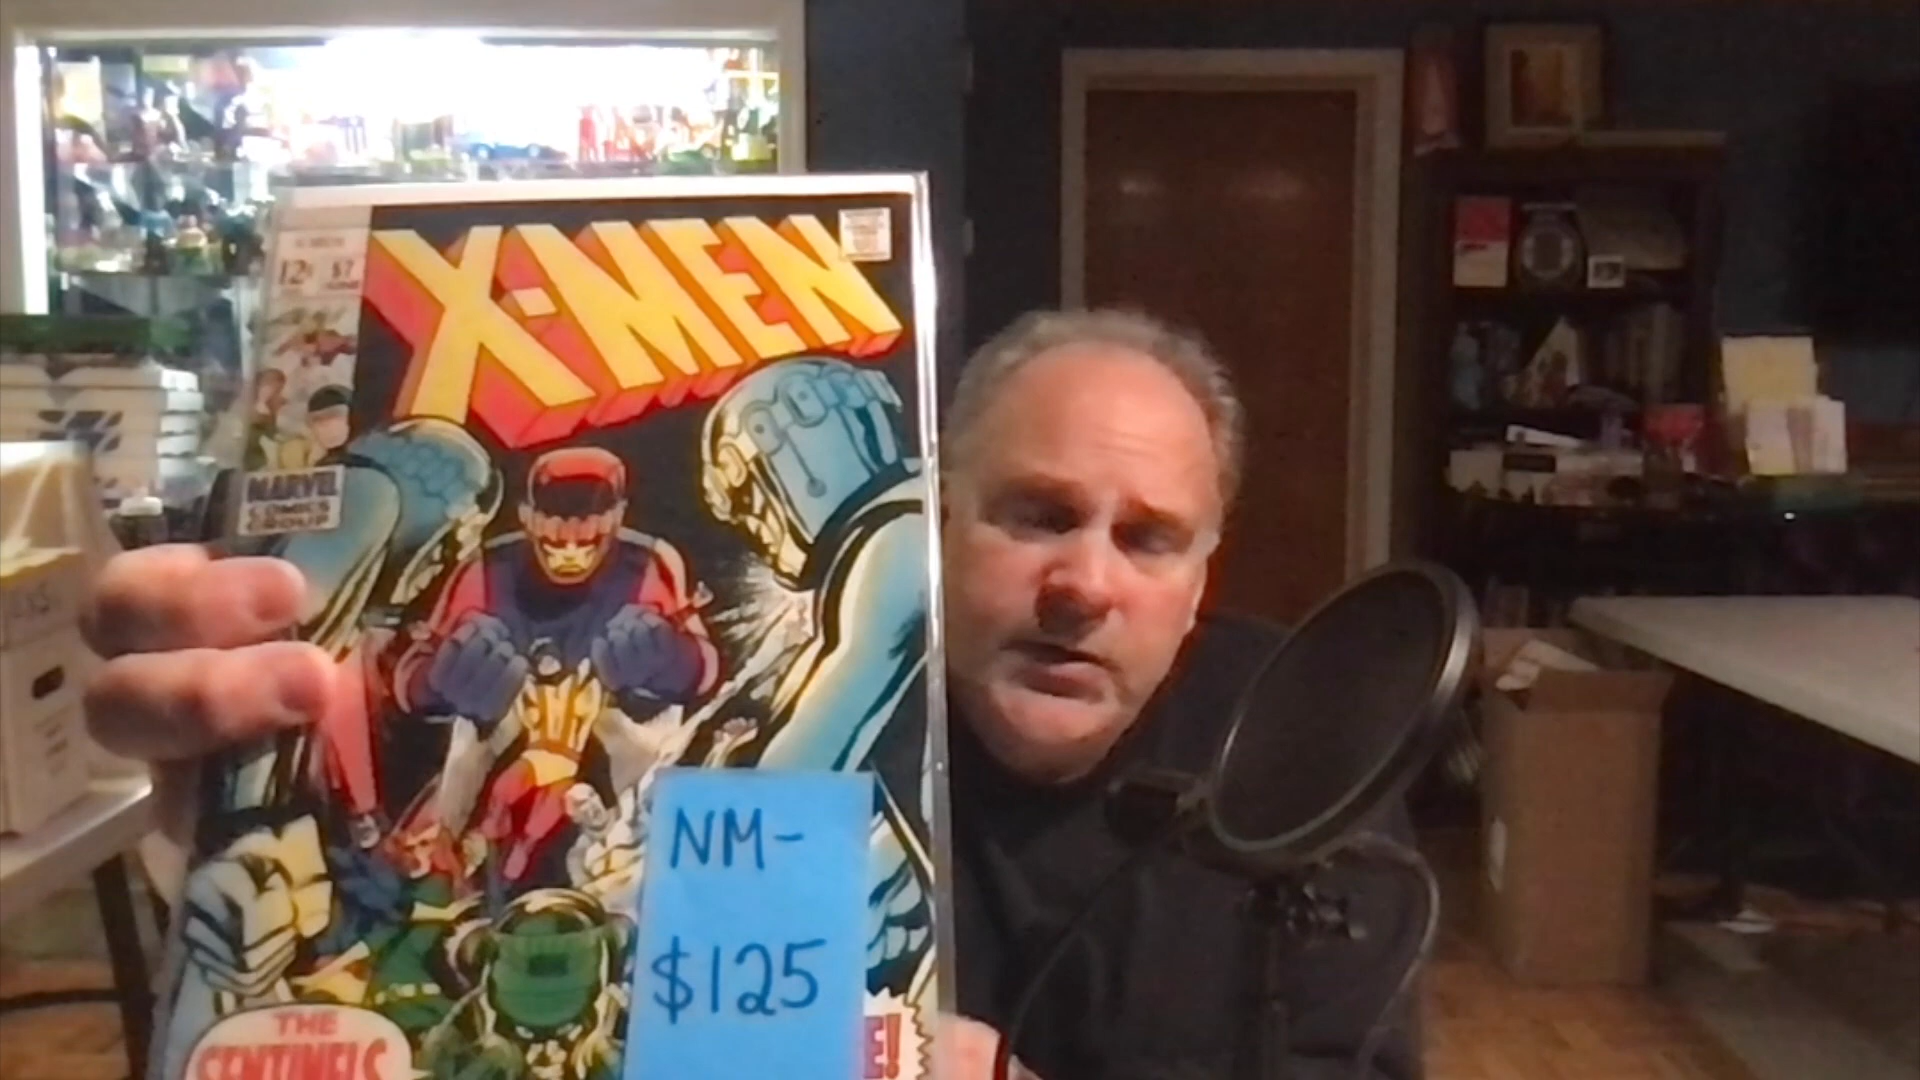 X-MEN
12¢ 57
MARVEL
COMICS
GROUP
NM-
$125
THE
SENTINELS
E!